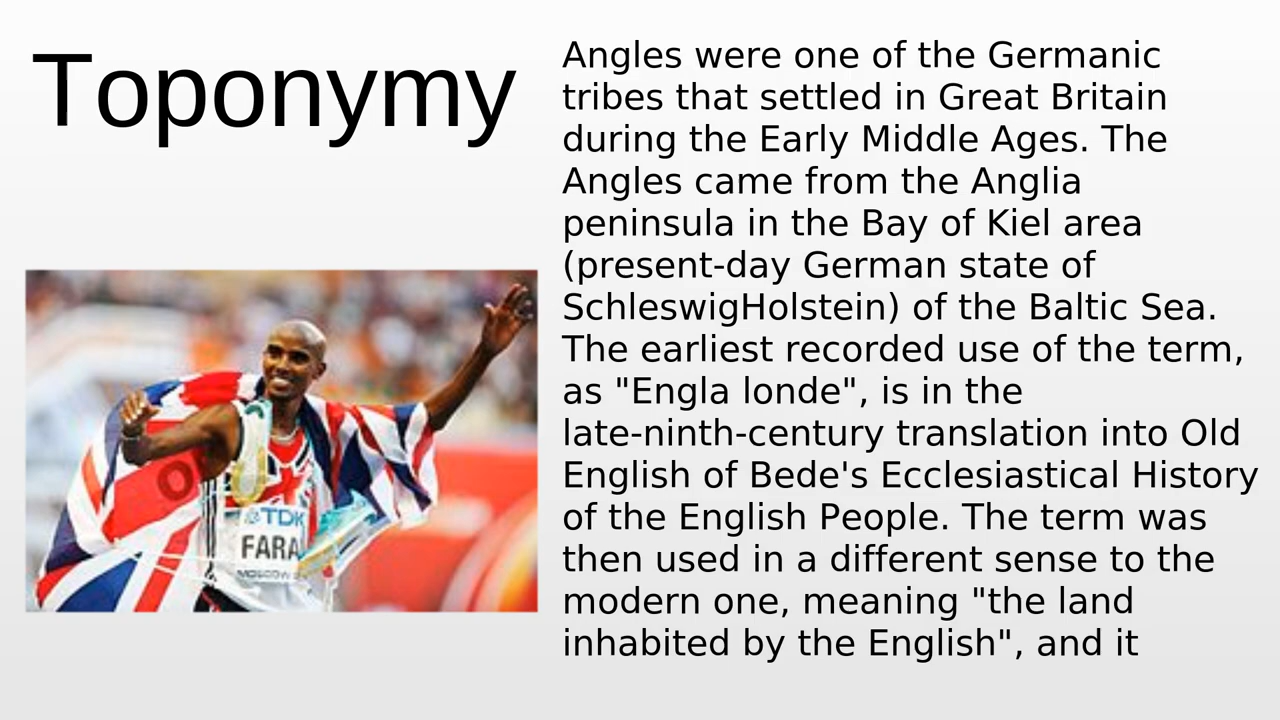 Toponymy
Angles were one of the Germanic
tribes that settled in Great Britain
during the Early Middle Ages. The
Angles came from the Anglia
peninsula in the Bay of Kiel area
(present-day German state of
SchleswigHolstein) of the Baltic Sea.
The earliest recorded use of the term,
as "Engla londe", is in the
late-ninth-century translation into Old
English of Bede's Ecclesiastical History
of the English People. The term was
then used in a different sense to the
modern one, meaning "the land
inhabited by the English", and it
TDK
FARA
MOSCOW